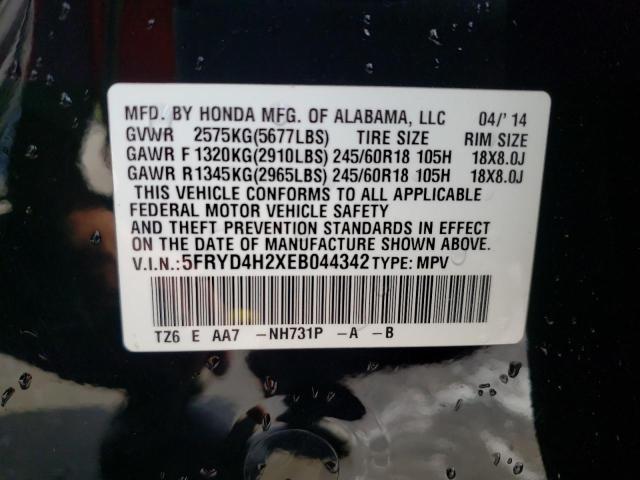 MFD. BY HONDA MFG. OF ALABAMA, LLC 04/' 14
GVWR 2575KG(5677LBS) TIRE SIZE RIM SIZE
GAWR F 1320KG(2910LBS) 245/60R18 105H 18X8.0J
GAWR R 1345KG(2965LBS) 245/60R18 105H 18X8.0J
THIS VEHICLE CONFORMS TO ALL APPLICABLE
FEDERAL MOTOR VEHICLE SAFETY
AND THEFT PREVENTION STANDARDS IN EFFECT
ON THE DATE OF MANUFACTURE SHOWN ABOVE.
V.I.N.:5FRYD4H2XEB044342 TYPE: MPV
TZ6 E AA7 -NH731P -A -B